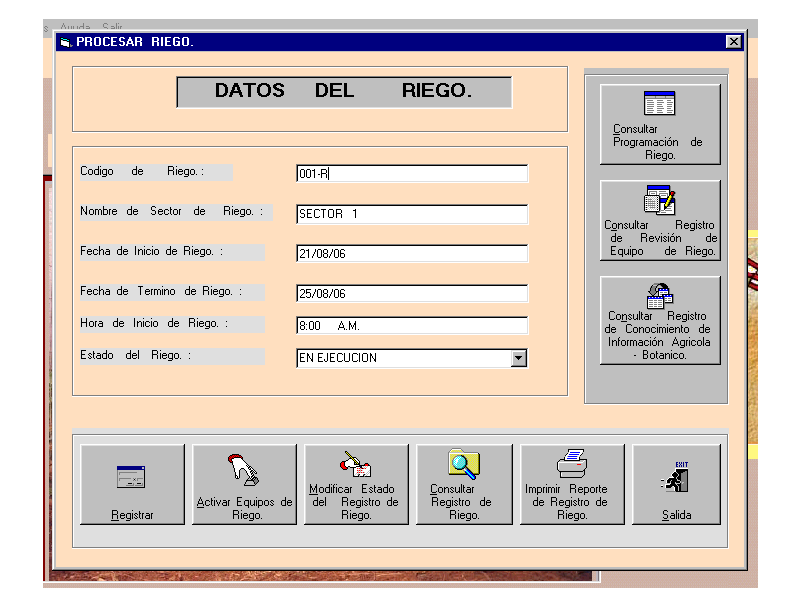 Ayuda Salir
PROCESAR RIEGO.
DATOS DEL RIEGO.
Codigo de Riego. :
001-R
Nombre de Sector de Riego. :
SECTOR 1
Fecha de Inicio de Riego. :
21/08/06
Fecha de Termino de Riego. :
25/08/06
Hora de Inicio de Riego. :
8:00 A.M.
Estado del Riego. :
EN EJECUCION
Consultar
Programación de
Riego.
Consultar Registro
de Revisión de
Equipo de Riego.
Consultar Registro
de Conocimiento de
Información Agricola
- Botanico.
Registrar
Activar Equipos de
Riego.
Modificar Estado
del Registro de
Riego.
Consultar
Registro de
Riego.
Imprimir Reporte
de Registro de
Riego.
EXIT
Salida